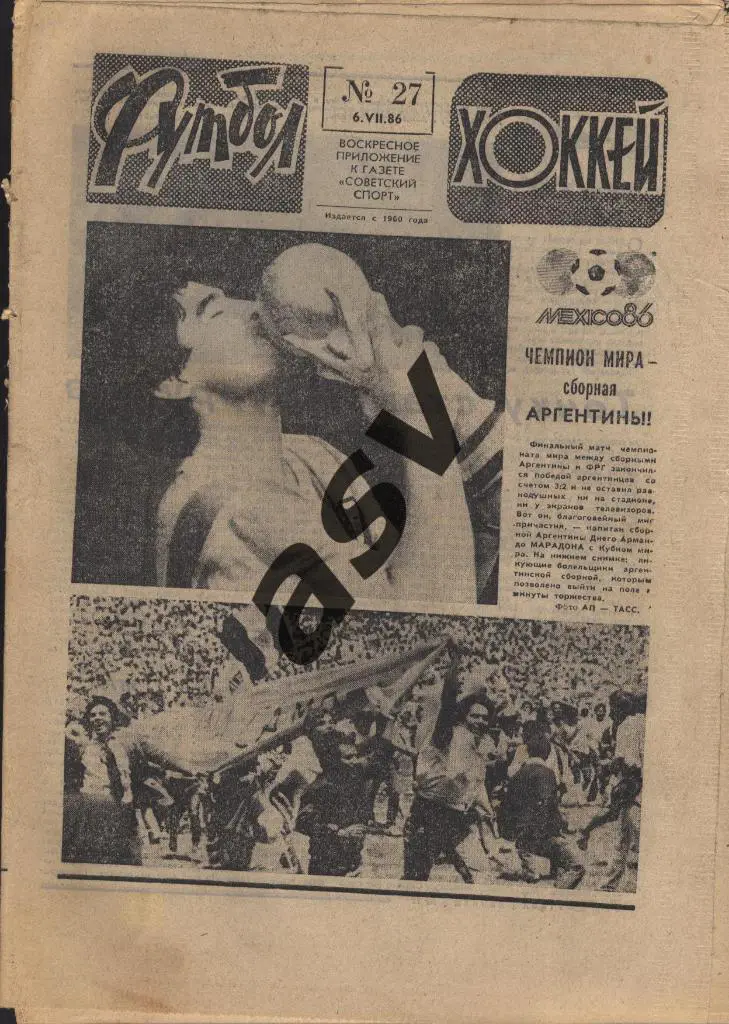 Футбол
№ 27
6.VII.86
ВОСКРЕСНОЕ
ПРИЛОЖЕНИЕ
К ГАЗЕТЕ
«СОВЕТСКИЙ
СПОРТ»
Издается с 1960 года
ХОККЕЙ
MEXICO86
ЧЕМПИОН МИРА –
сборная
АРГЕНТИНЫ!
Финальный матч чемпио-
ната мира между сборными
Аргентины и ФРГ закончил-
ся победой аргентинцев со
счетом 3:2 и не оставил рав-
нодушных ни на стадионе,
ни у экранов телевизоров.
Вот он, благоговейный миг
причастия, — капитан сбор-
ной Аргентины Диего Арман-
до МАРАДОНА с Кубком ми-
ра. На нижнем снимке: ли-
кующие болельщики арген-
тинской сборной, которым
позволено выйти на поле в
минуты торжества.
Фото АП — ТАСС.
asv